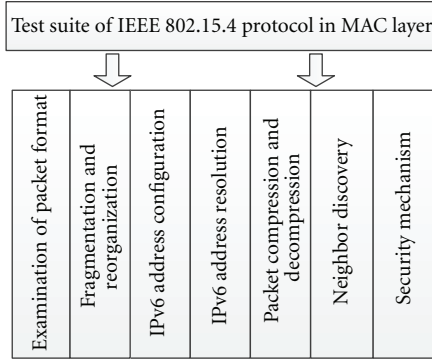 Test suite of IEEE 802.15.4 protocol in MAC layer
Examination of packet format
Fragmentation and
reorganization
IPv6 address configuration
IPv6 address resolution
Packet compression and
decompression
Neighbor discovery
Security mechanism